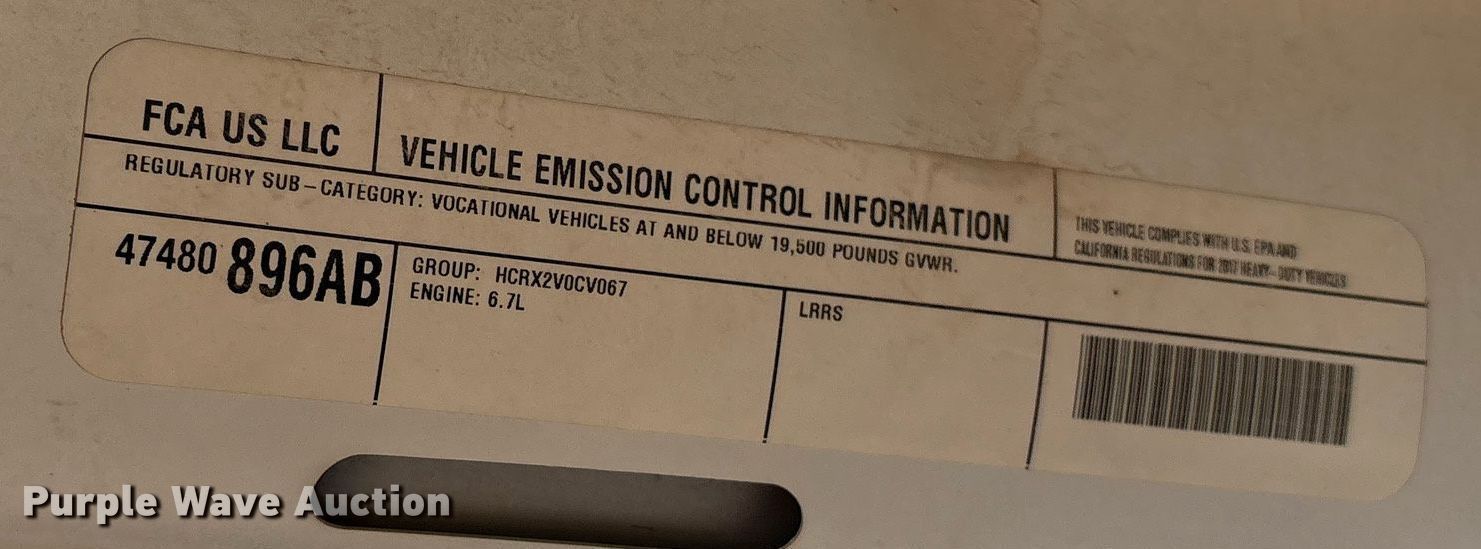 FCA US LLC
VEHICLE EMISSION CONTROL INFORMATION
THIS VEHICLE COMPLIES WITH U.S. EPA AND
CALIFORNIA REGULATIONS FOR 2017 HEAVY-DUTY VEHICLES
REGULATORY SUB-CATEGORY: VOCATIONAL VEHICLES AT AND BELOW 19,500 POUNDS GVWR.
47480 896AB
GROUP: HCRX2V0CV067
ENGINE: 6.7L
LRRS
Purple Wave Auction